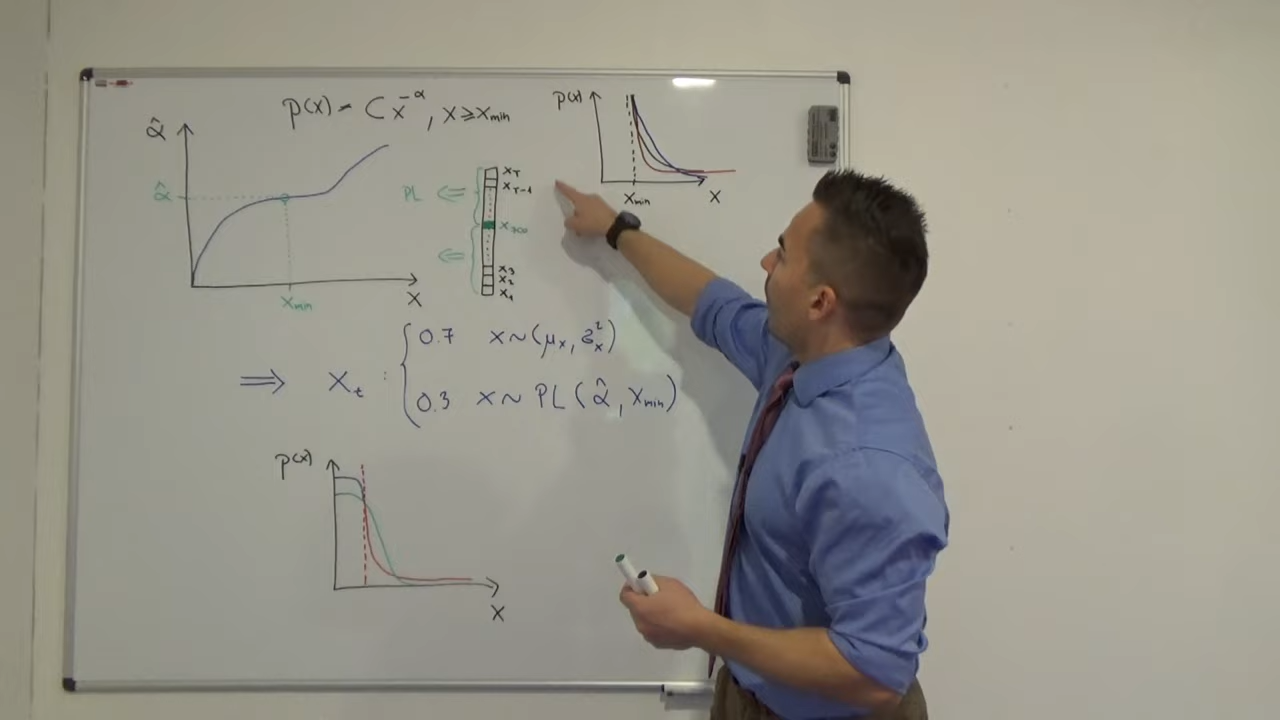 p(x) = C x^-α , x ≥ x_min
α̂
α̂
x_min
x
PL ⇐
⇐
x_T
x_T-1
x_700
x_3
x_2
x_1
p(x)
x_min
x
⇒ x_t : { 0.7 x ~ (μ_x, σ²_x)
0.3 x ~ PL(α̂, x_min)
p(x)
x